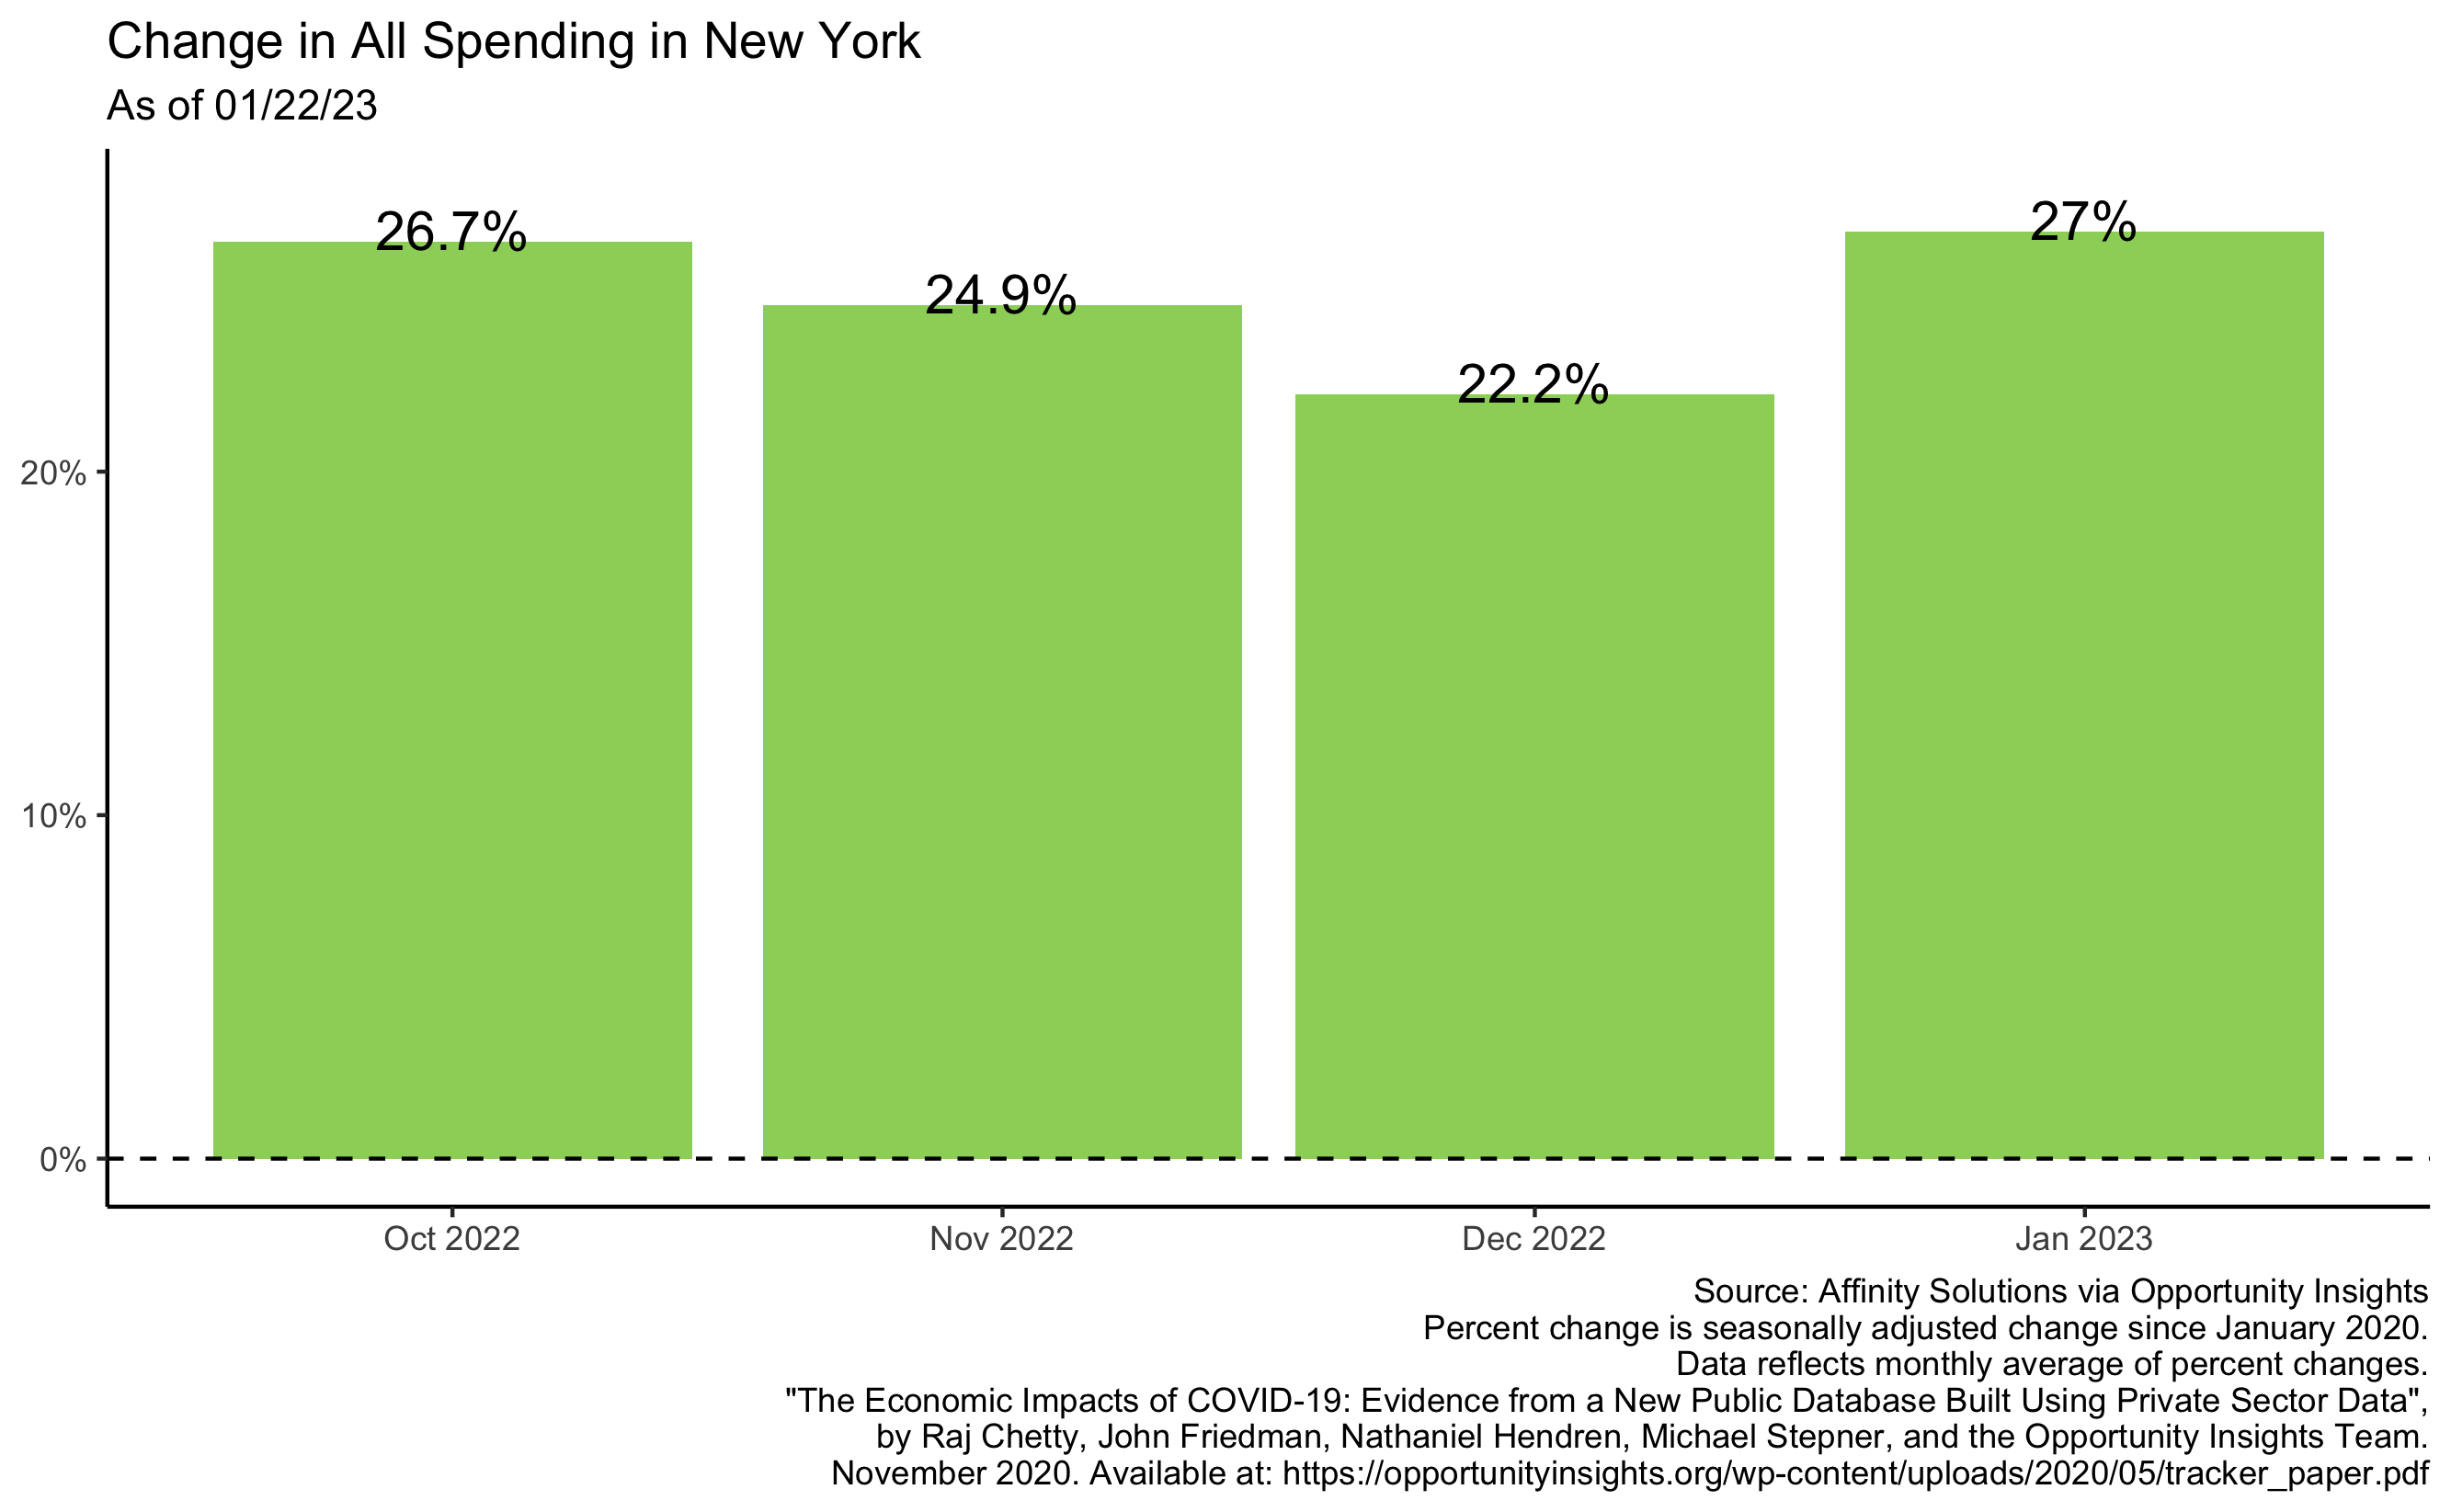 Change in All Spending in New York
As of 01/22/23
26.7%
24.9%
22.2%
27%
20%
10%
0%
Oct 2022
Nov 2022
Dec 2022
Jan 2023
Source: Affinity Solutions via Opportunity Insights
Percent change is seasonally adjusted change since January 2020.
Data reflects monthly average of percent changes.
"The Economic Impacts of COVID-19: Evidence from a New Public Database Built Using Private Sector Data",
by Raj Chetty, John Friedman, Nathaniel Hendren, Michael Stepner, and the Opportunity Insights Team.
November 2020. Available at: https://opportunityinsights.org/wp-content/uploads/2020/05/tracker_paper.pdf